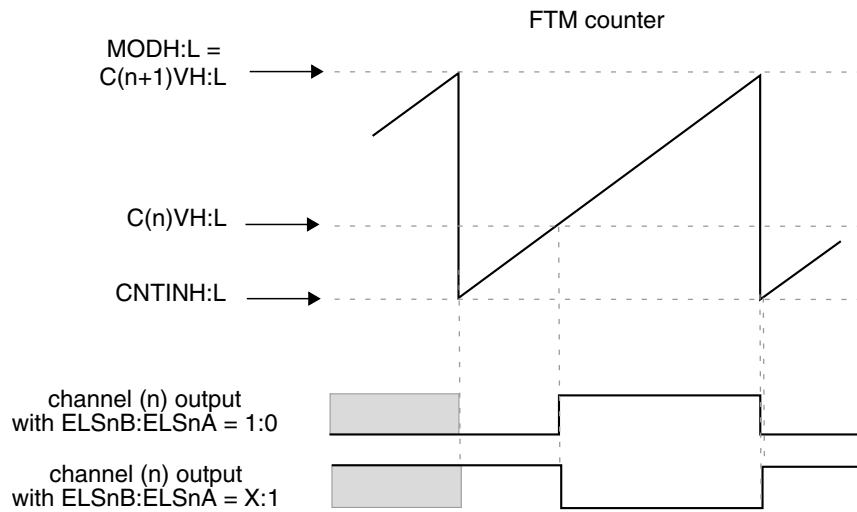 FTM counter
MODH:L =
C(n+1)VH:L
C(n)VH:L
CNTINH:L
channel (n) output
with ELSnB:ELSnA = 1:0
channel (n) output
with ELSnB:ELSnA = X:1